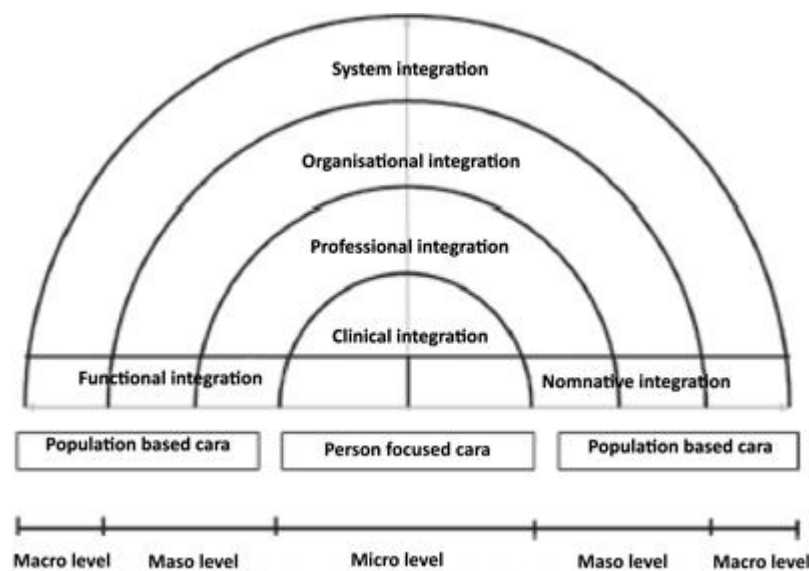 System integration
Organisational integration
Professional integration
Clinical integration
Functional integration
Nomnative integration
Population based cara
Person focused cara
Population based cara
Macro level
Maso level
Micro level
Maso level
Macro level